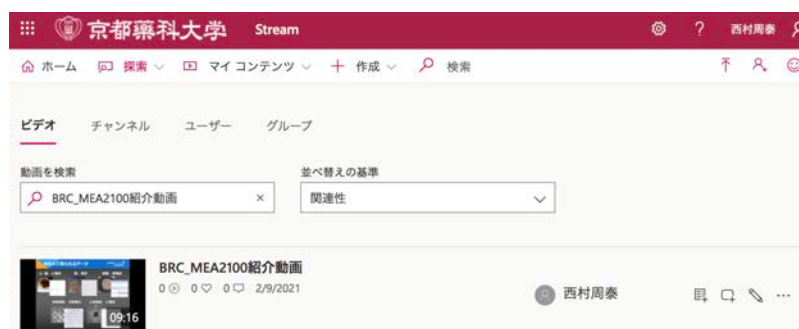 京都藥科大学 Stream ? 西村周泰
ホーム 探索 マイ コンテンツ 作成 検索
ビデオ チャンネル ユーザー グループ
動画を検索 並べ替えの基準
BRC_MEA2100紹介動画 × 関連性
BRC_MEA2100紹介動画
0 0 0 2/9/2021 西村周泰
09:16